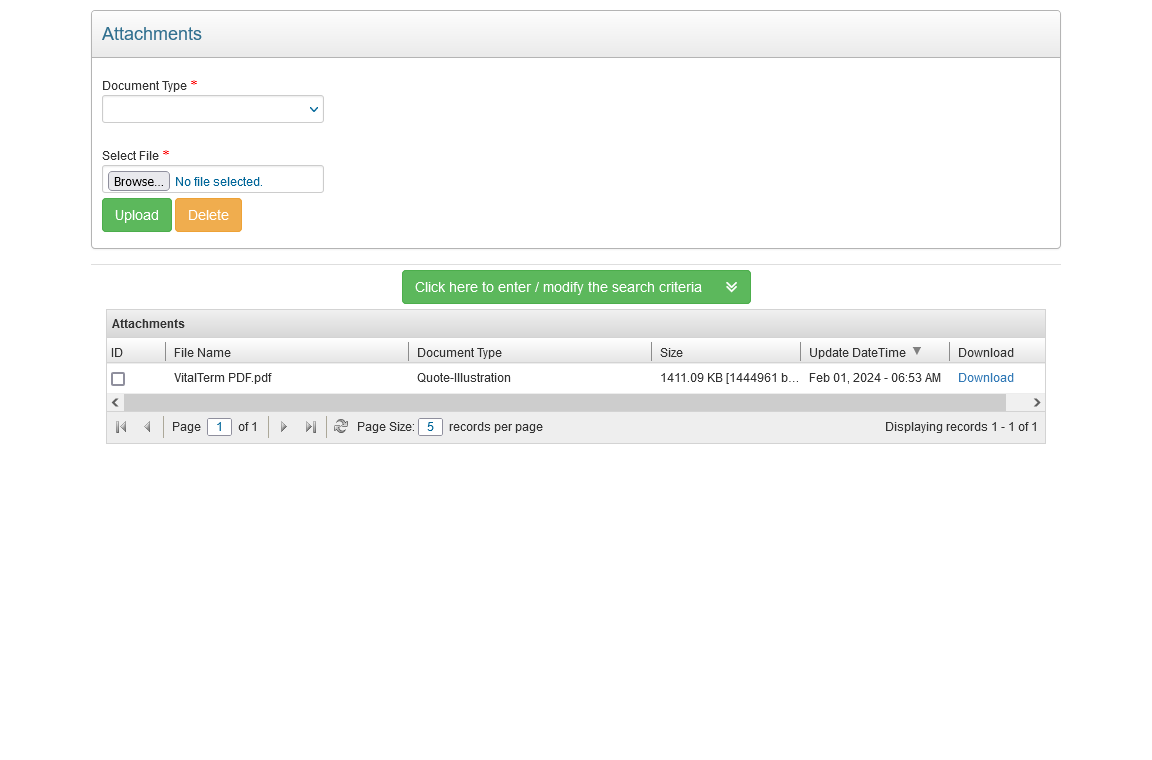 Attachments
Document Type *
Select File *
Browse... No file selected.
Upload Delete
Click here to enter / modify the search criteria
Attachments
ID File Name Document Type Size Update DateTime Download
VitalTerm PDF.pdf Quote-Illustration 1411.09 KB [1444961 b... Feb 01, 2024 - 06:53 AM Download
Page 1 of 1 Page Size: 5 records per page Displaying records 1 - 1 of 1